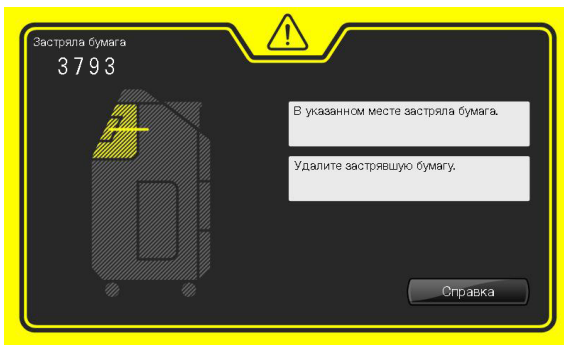 Застряла бумага
3793
В указанном месте застряла бумага.
Удалите застрявшую бумагу.
Справка